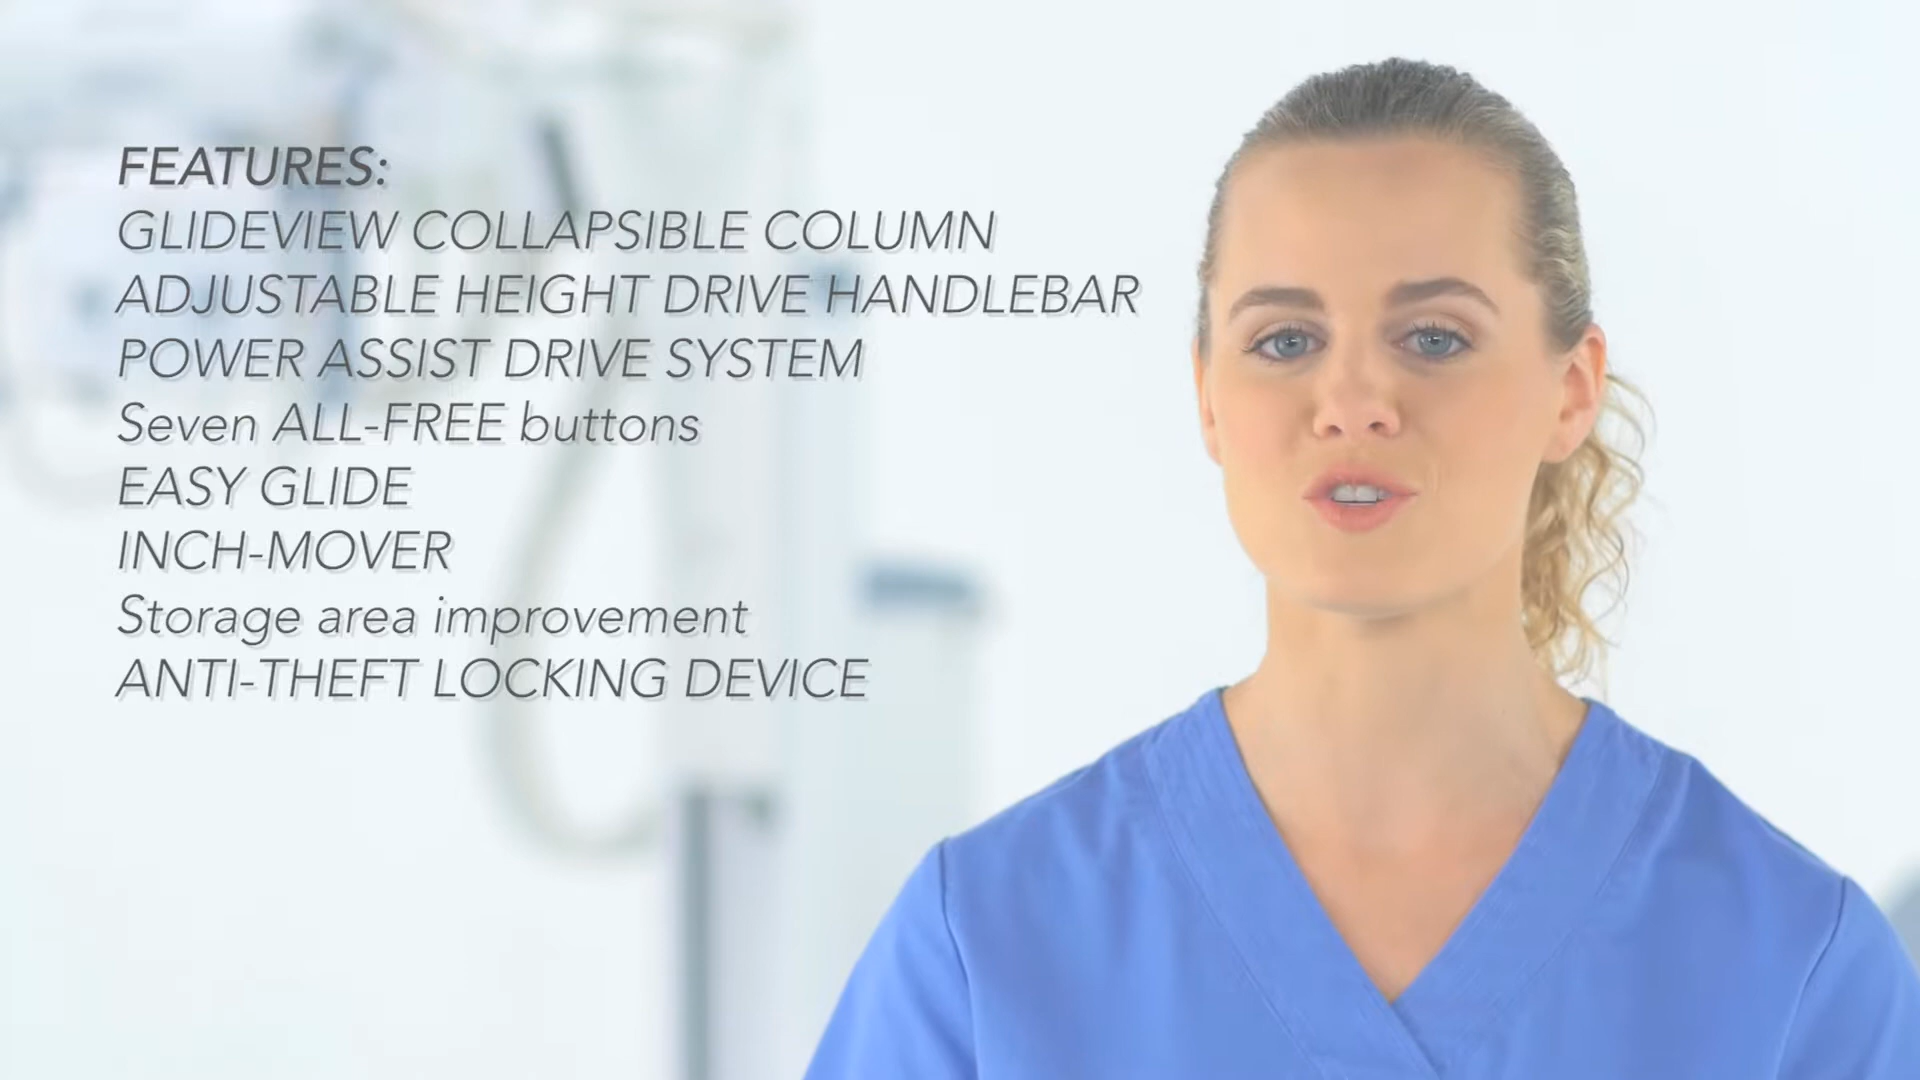 FEATURES:
GLIDEVIEW COLLAPSIBLE COLUMN
ADJUSTABLE HEIGHT DRIVE HANDLEBAR
POWER ASSIST DRIVE SYSTEM
Seven ALL-FREE buttons
EASY GLIDE
INCH-MOVER
Storage area improvement
ANTI-THEFT LOCKING DEVICE